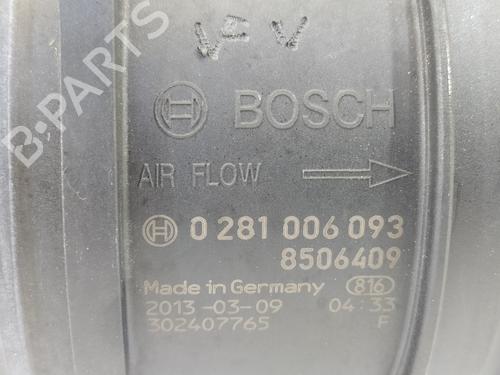 VFV
BOSCH
AIR FLOW
0 281 006 093
8506409
Made in Germany 816
2013-03-09 04:33
302407765 F
B-PARTS